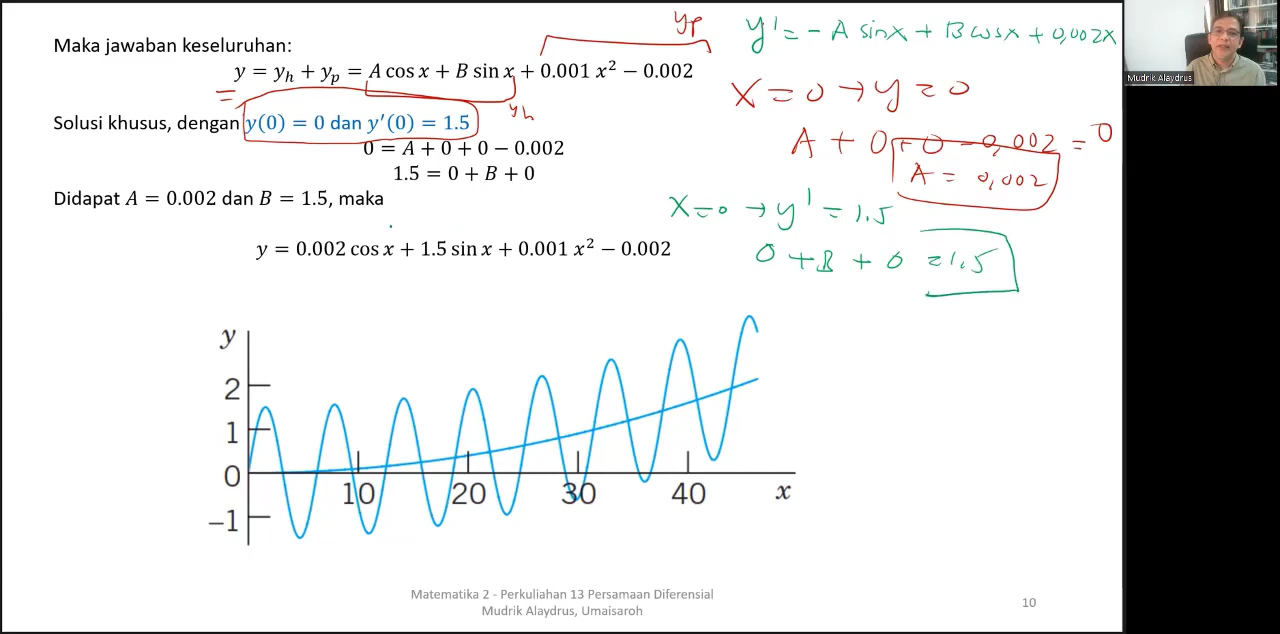 Maka jawaban keseluruhan:
y = yₕ + yₚ = A cos x + B sin x + 0.001 x² − 0.002
yₚ
yₕ
Solusi khusus, dengan y(0) = 0 dan y′(0) = 1.5
0 = A + 0 + 0 − 0.002
1.5 = 0 + B + 0
Didapat A = 0.002 dan B = 1.5, maka
y = 0.002 cos x + 1.5 sin x + 0.001 x² − 0.002
y' = - A sin x + B cos x + 0,002x
x = 0 → y = 0
A + 0 + 0 - 0,002 = 0
A = 0,002
x = 0 → y' = 1.5
0 + B + 0 = 1.5
y
2
1
0
−1
10 20 30 40 x
Matematika 2 - Perkuliahan 13 Persamaan Diferensial
Mudrik Alaydrus, Umaisaroh
10
Mudrik Alaydrus